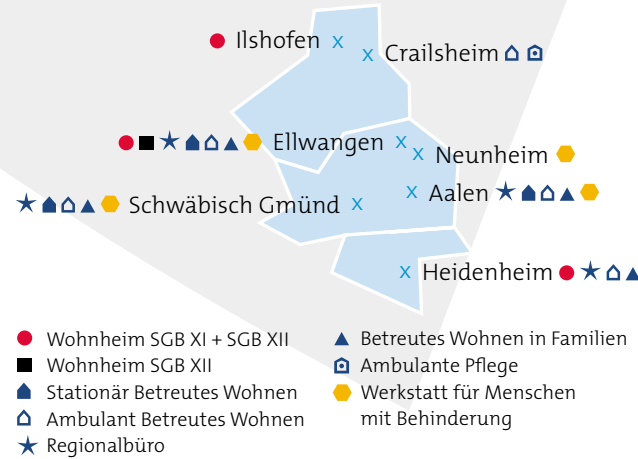 Ilshofen x
x Crailsheim
Ellwangen x
x Neunheim
x Aalen
Schwäbisch Gmünd x
x Heidenheim
Wohnheim SGB XI + SGB XII
Wohnheim SGB XII
Stationär Betreutes Wohnen
Ambulant Betreutes Wohnen
Regionalbüro
Betreutes Wohnen in Familien
Ambulante Pflege
Werkstatt für Menschen
mit Behinderung